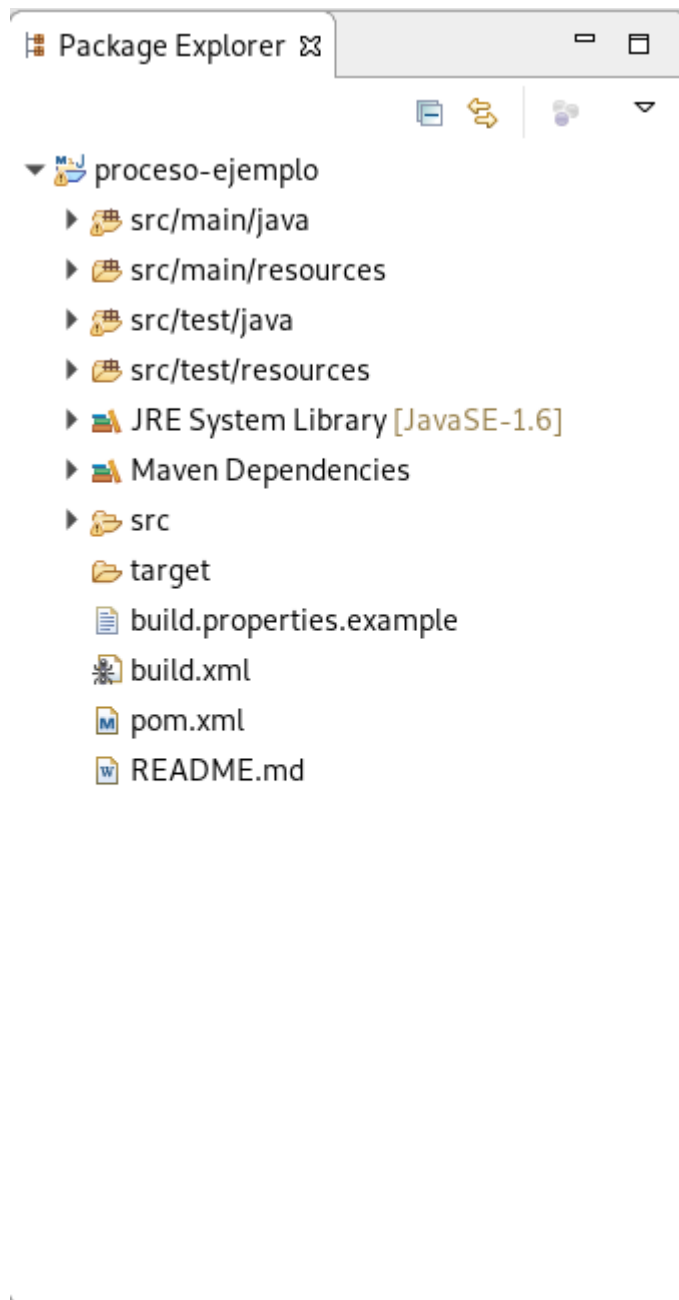 Package Explorer
proceso-ejemplo
src/main/java
src/main/resources
src/test/java
src/test/resources
JRE System Library [JavaSE-1.6]
Maven Dependencies
src
target
build.properties.example
build.xml
pom.xml
README.md